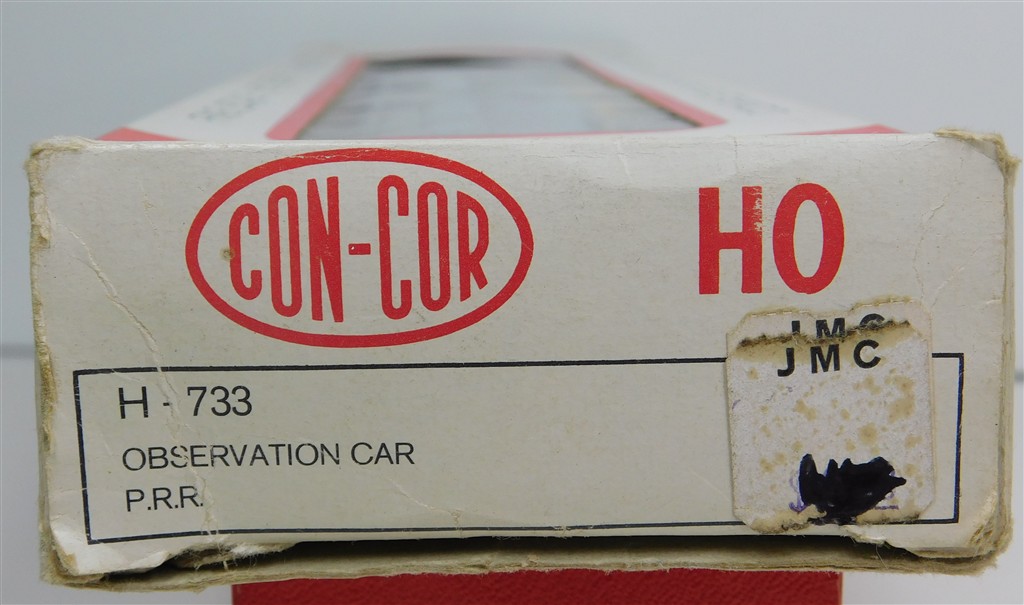 CON-COR
HO
JMC
JMC
H-733
OBSERVATION CAR
P.R.R.